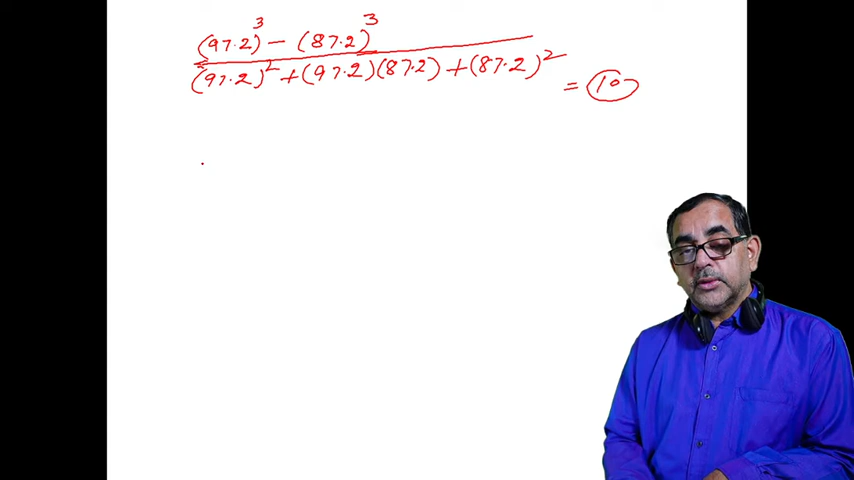 (97.2)³ - (87.2)³
(97.2)² + (97.2)(87.2) + (87.2)²
= 10